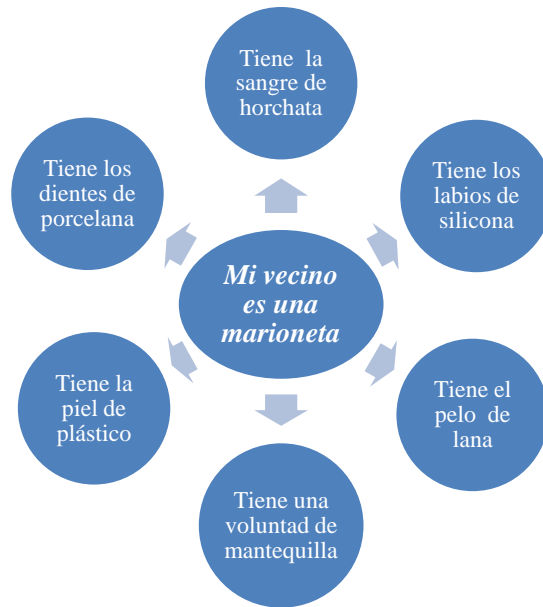 Tiene la
sangre de
horchata
Tiene los
dientes de
porcelana
Tiene los
labios de
silicona
Mi vecino
es una
marioneta
Tiene la
piel de
plástico
Tiene el
pelo de
lana
Tiene una
voluntad de
mantequilla